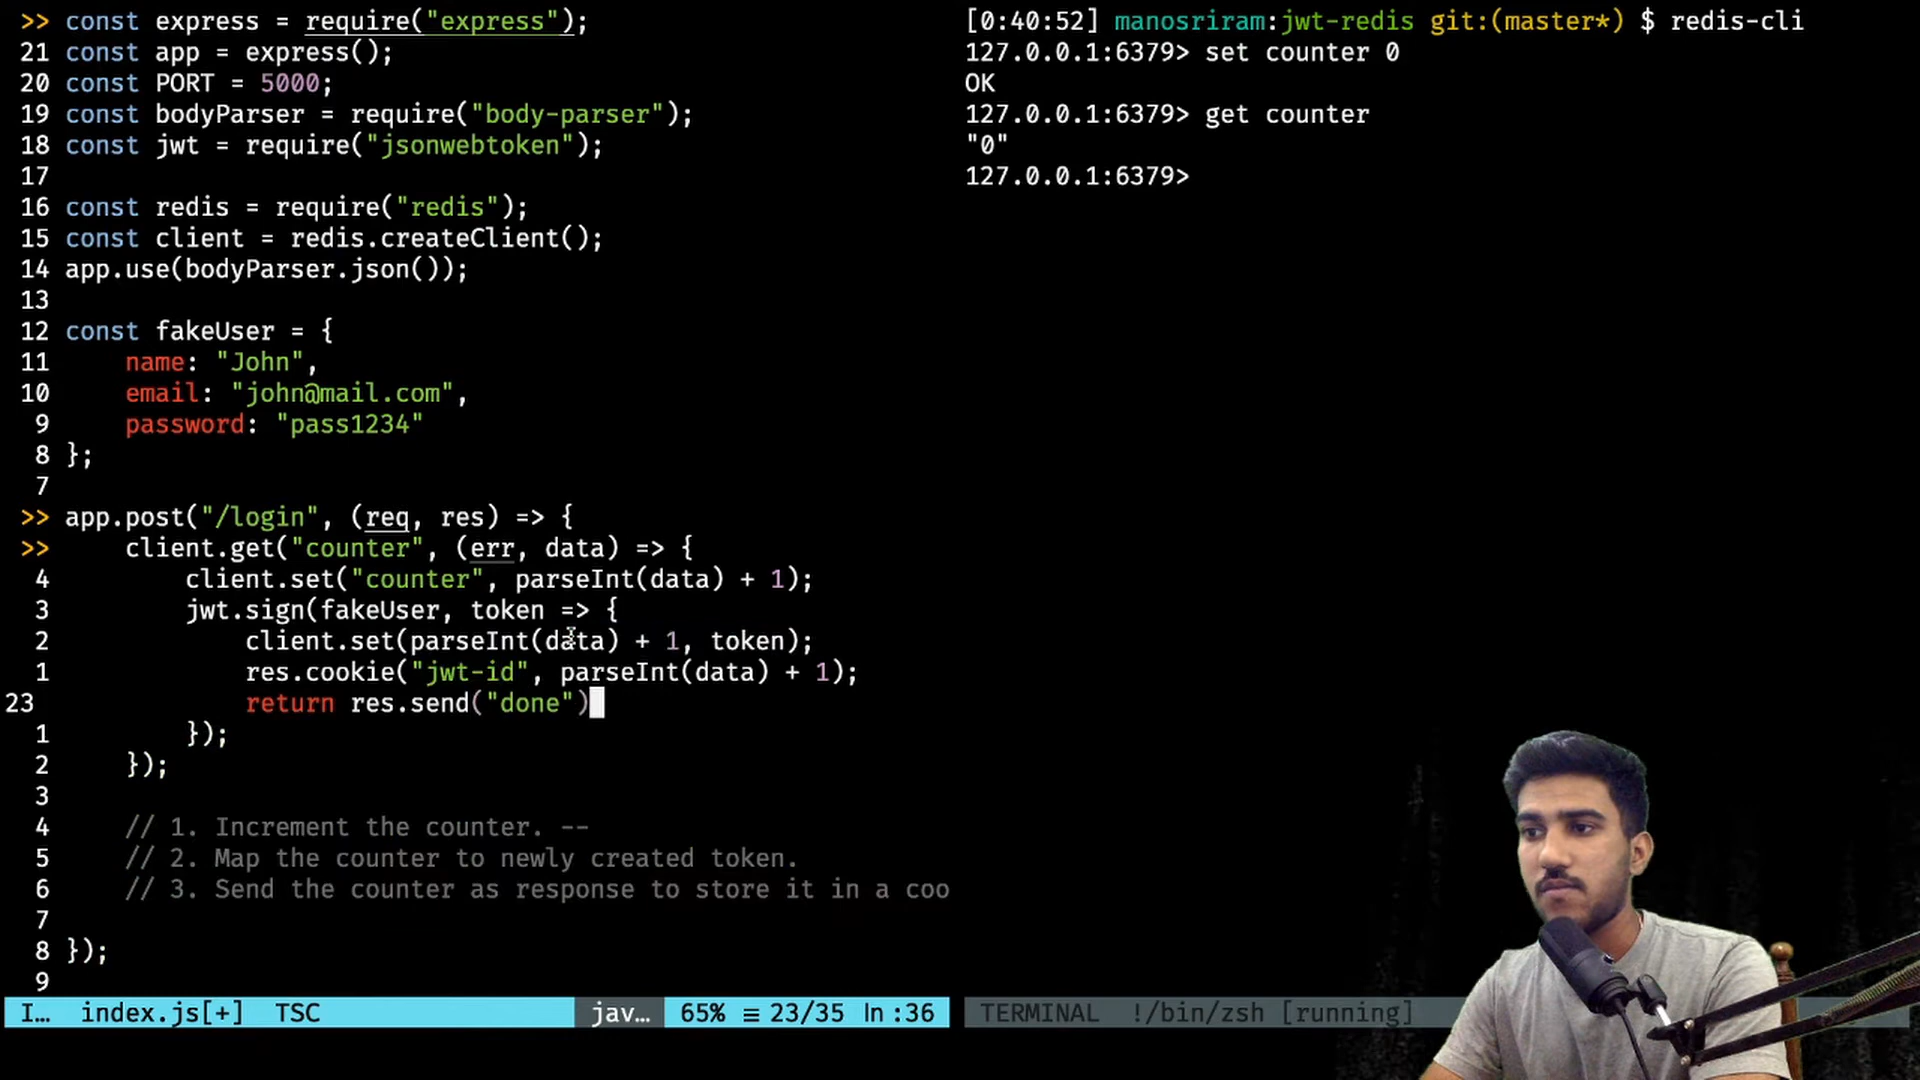 >> const express = require("express");
21 const app = express();
20 const PORT = 5000;
19 const bodyParser = require("body-parser");
18 const jwt = require("jsonwebtoken");
17
16 const redis = require("redis");
15 const client = redis.createClient();
14 app.use(bodyParser.json());
13
12 const fakeUser = {
11     name: "John",
10     email: "john@mail.com",
9     password: "pass1234"
8 };
7
>> app.post("/login", (req, res) => {
>>     client.get("counter", (err, data) => {
4         client.set("counter", parseInt(data) + 1);
3         jwt.sign(fakeUser, token => {
2             client.set(parseInt(data) + 1, token);
1             res.cookie("jwt-id", parseInt(data) + 1);
23             return res.send("done")
1         });
2     });
3
4     // 1. Increment the counter. --
5     // 2. Map the counter to newly created token.
6     // 3. Send the counter as response to store it in a coo
7
8 });
9
I… index.js[+] TSC jav… 65% ≡ 23/35 ln :36
[0:40:52] manosriram:jwt-redis git:(master*) $ redis-cli
127.0.0.1:6379> set counter 0
OK
127.0.0.1:6379> get counter
"0"
127.0.0.1:6379>
TERMINAL !/bin/zsh [running]